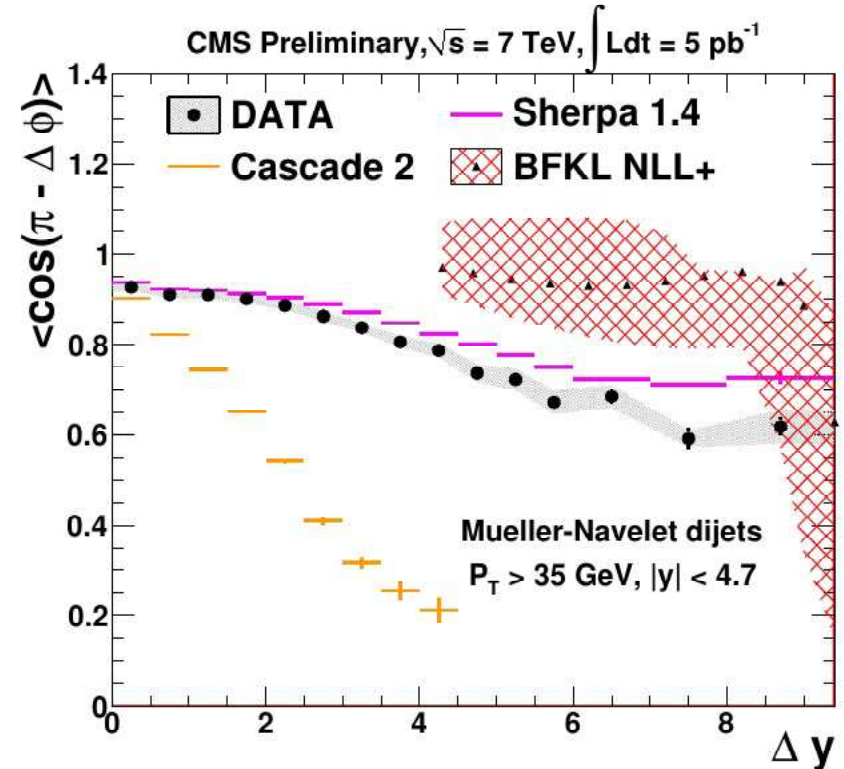 CMS Preliminary,√s = 7 TeV, ∫Ldt = 5 pb⁻¹
<cos(π - Δ ϕ)>
1.4
1.2
1
0.8
0.6
0.4
0.2
0
DATA
Sherpa 1.4
Cascade 2
BFKL NLL+
Mueller-Navelet dijets
P_T > 35 GeV, |y| < 4.7
0 2 4 6 8
Δ y